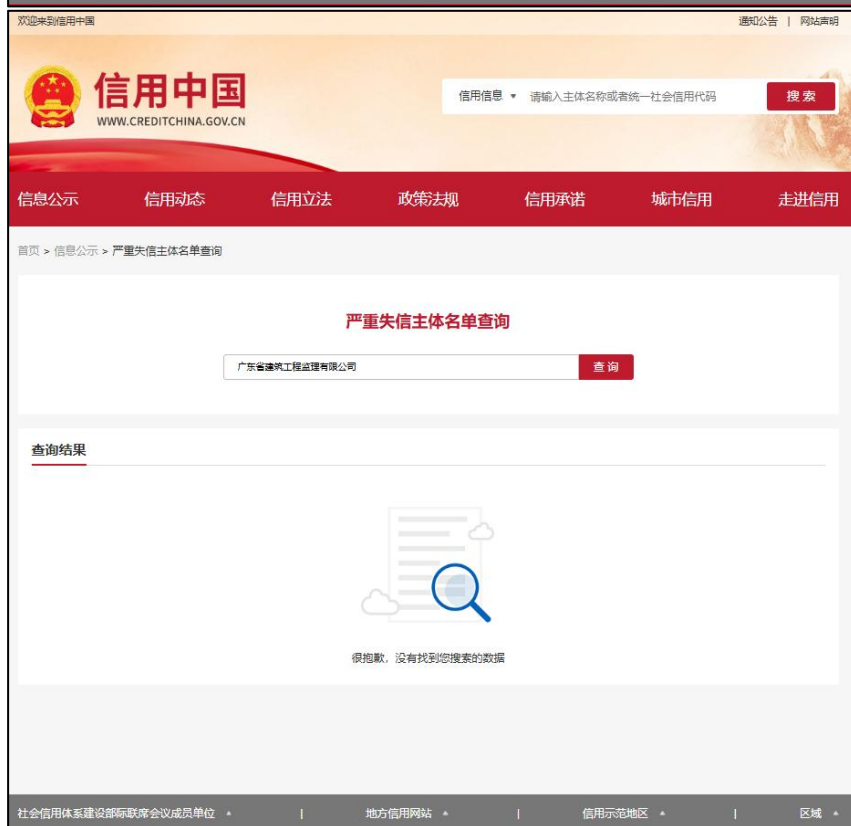 欢迎来到信用中国
通知公告 | 网站声明
信用中国
WWW.CREDITCHINA.GOV.CN
信用信息 请输入主体名称或者统一社会信用代码 搜索
信息公示 信用动态 信用立法 政策法规 信用承诺 城市信用 走进信用
首页 > 信息公示 > 严重失信主体名单查询
严重失信主体名单查询
广东省建筑工程监理有限公司 查询
查询结果
很抱歉,没有找到您搜索的数据
社会信用体系建设部际联席会议成员单位 | 地方信用网站 | 信用示范地区 | 区域